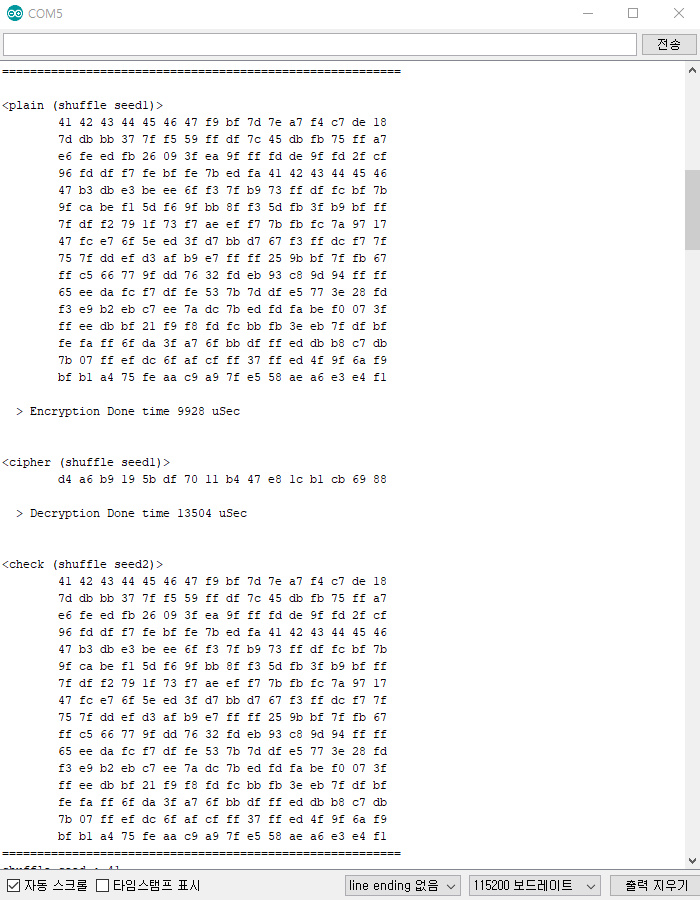 COM5
전송
=========================================================
<plain (shuffle seed1)>
41 42 43 44 45 46 47 f9 bf 7d 7e a7 f4 c7 de 18
7d db bb 37 7f f5 59 ff df 7c 45 db fb 75 ff a7
e6 fe ed fb 26 09 3f ea 9f ff fd de 9f fd 2f cf
96 fd df f7 fe bf fe 7b ed fa 41 42 43 44 45 46
47 b3 db e3 be ee 6f f3 7f b9 73 ff df fc bf 7b
9f ca be f1 5d f6 9f bb 8f f3 5d fb 3f b9 bf ff
7f df f2 79 1f 73 f7 ae ef f7 7b fb fc 7a 97 17
47 fc e7 6f 5e ed 3f d7 bb d7 67 f3 ff dc f7 7f
75 7f dd ef d3 af b9 e7 ff ff 25 9b bf 7f fb 67
ff c5 66 77 9f dd 76 32 fd eb 93 c8 9d 94 ff ff
65 ee da fc f7 df fe 53 7b 7d df e5 77 3e 28 fd
f3 e9 b2 eb c7 ee 7a dc 7b ed fd fa be f0 07 3f
ff ee db bf 21 f9 f8 fd fc bb fb 3e eb 7f df bf
fe fa ff 6f da 3f a7 6f bb df ff ed db b8 c7 db
7b 07 ff ef dc 6f af cf ff 37 ff ed 4f 9f 6a f9
bf b1 a4 75 fe aa c9 a9 7f e5 58 ae a6 e3 e4 f1
> Encryption Done time 9928 uSec
<cipher (shuffle seed1)>
d4 a6 b9 19 5b df 70 11 b4 47 e8 1c b1 cb 69 88
> Decryption Done time 13504 uSec
<check (shuffle seed2)>
41 42 43 44 45 46 47 f9 bf 7d 7e a7 f4 c7 de 18
7d db bb 37 7f f5 59 ff df 7c 45 db fb 75 ff a7
e6 fe ed fb 26 09 3f ea 9f ff fd de 9f fd 2f cf
96 fd df f7 fe bf fe 7b ed fa 41 42 43 44 45 46
47 b3 db e3 be ee 6f f3 7f b9 73 ff df fc bf 7b
9f ca be f1 5d f6 9f bb 8f f3 5d fb 3f b9 bf ff
7f df f2 79 1f 73 f7 ae ef f7 7b fb fc 7a 97 17
47 fc e7 6f 5e ed 3f d7 bb d7 67 f3 ff dc f7 7f
75 7f dd ef d3 af b9 e7 ff ff 25 9b bf 7f fb 67
ff c5 66 77 9f dd 76 32 fd eb 93 c8 9d 94 ff ff
65 ee da fc f7 df fe 53 7b 7d df e5 77 3e 28 fd
f3 e9 b2 eb c7 ee 7a dc 7b ed fd fa be f0 07 3f
ff ee db bf 21 f9 f8 fd fc bb fb 3e eb 7f df bf
fe fa ff 6f da 3f a7 6f bb df ff ed db b8 c7 db
7b 07 ff ef dc 6f af cf ff 37 ff ed 4f 9f 6a f9
bf b1 a4 75 fe aa c9 a9 7f e5 58 ae a6 e3 e4 f1
=========================================================
shuffle seed : 41
자동 스크롤 타임스탬프 표시 line ending 없음 115200 보드레이트 출력 지우기